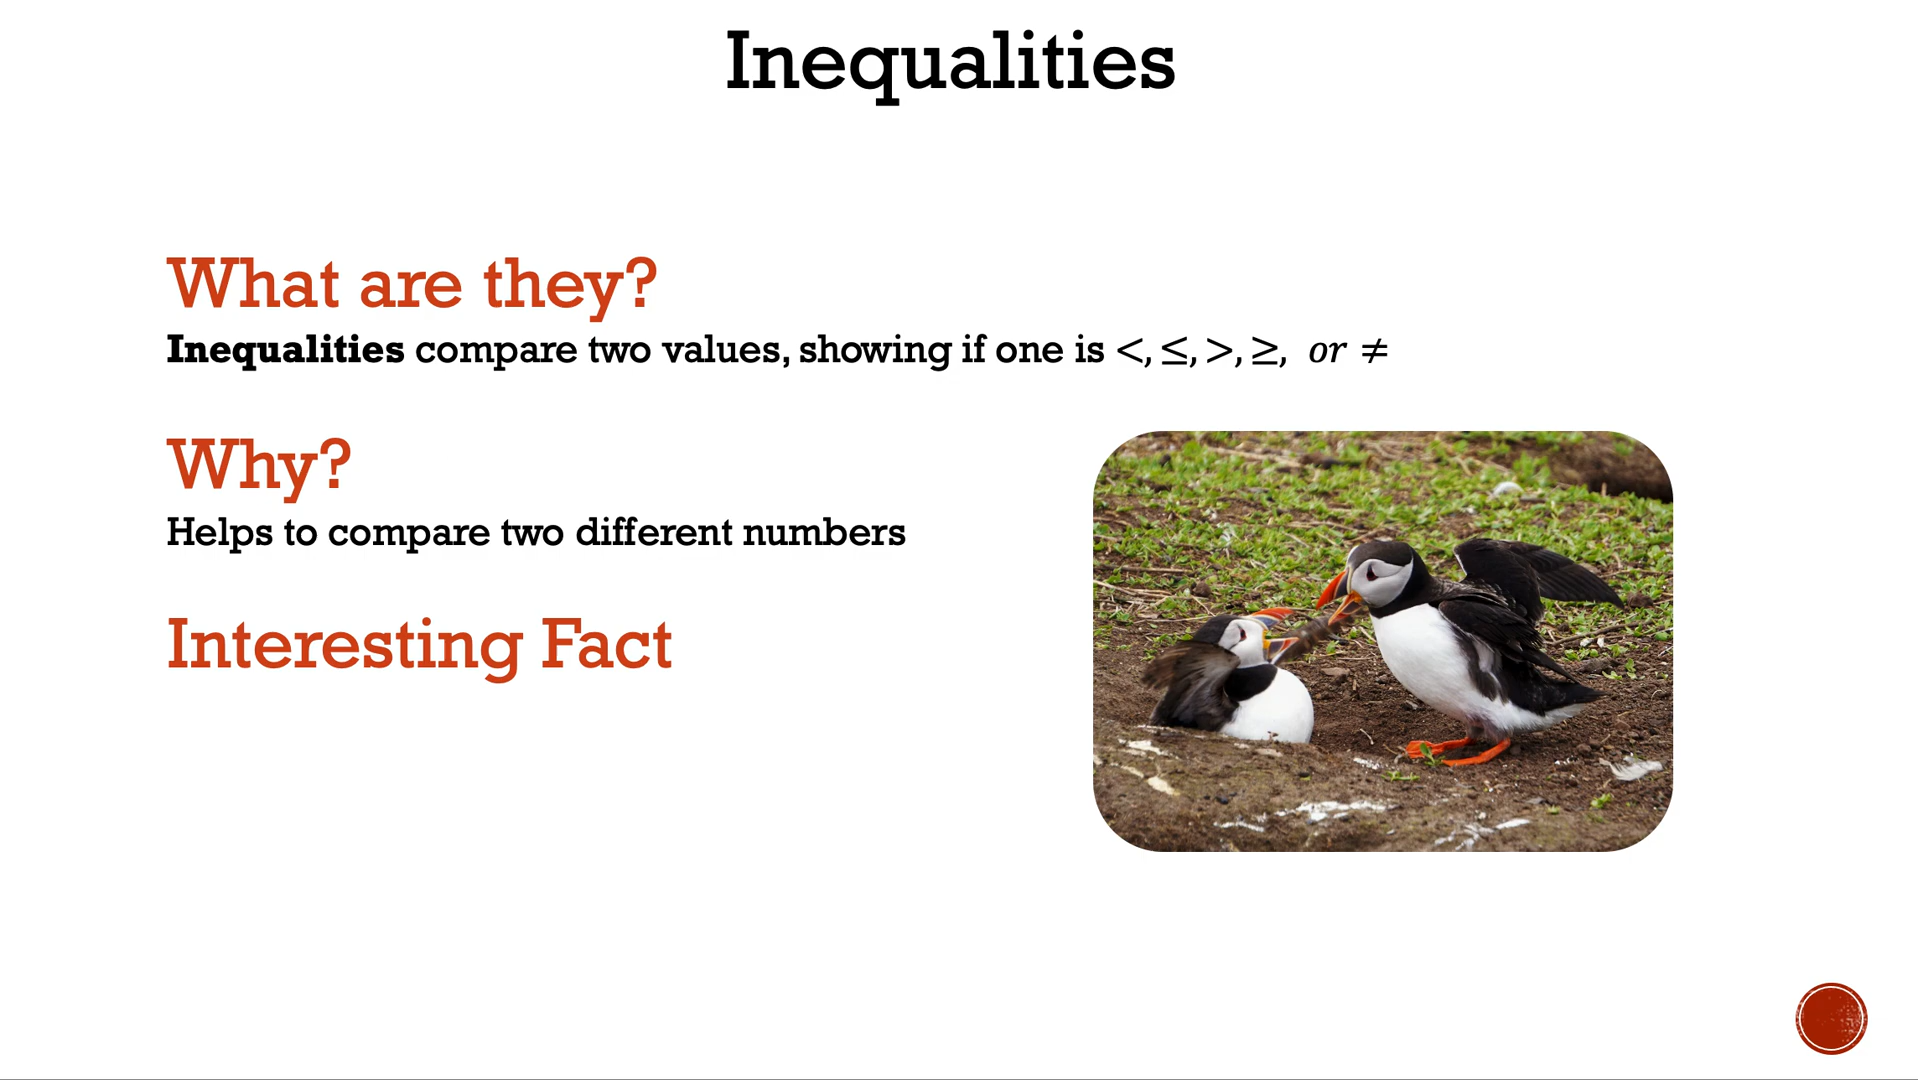 Inequalities
What are they?
Inequalities compare two values, showing if one is <, ≤, >, ≥, or ≠
Why?
Helps to compare two different numbers
Interesting Fact